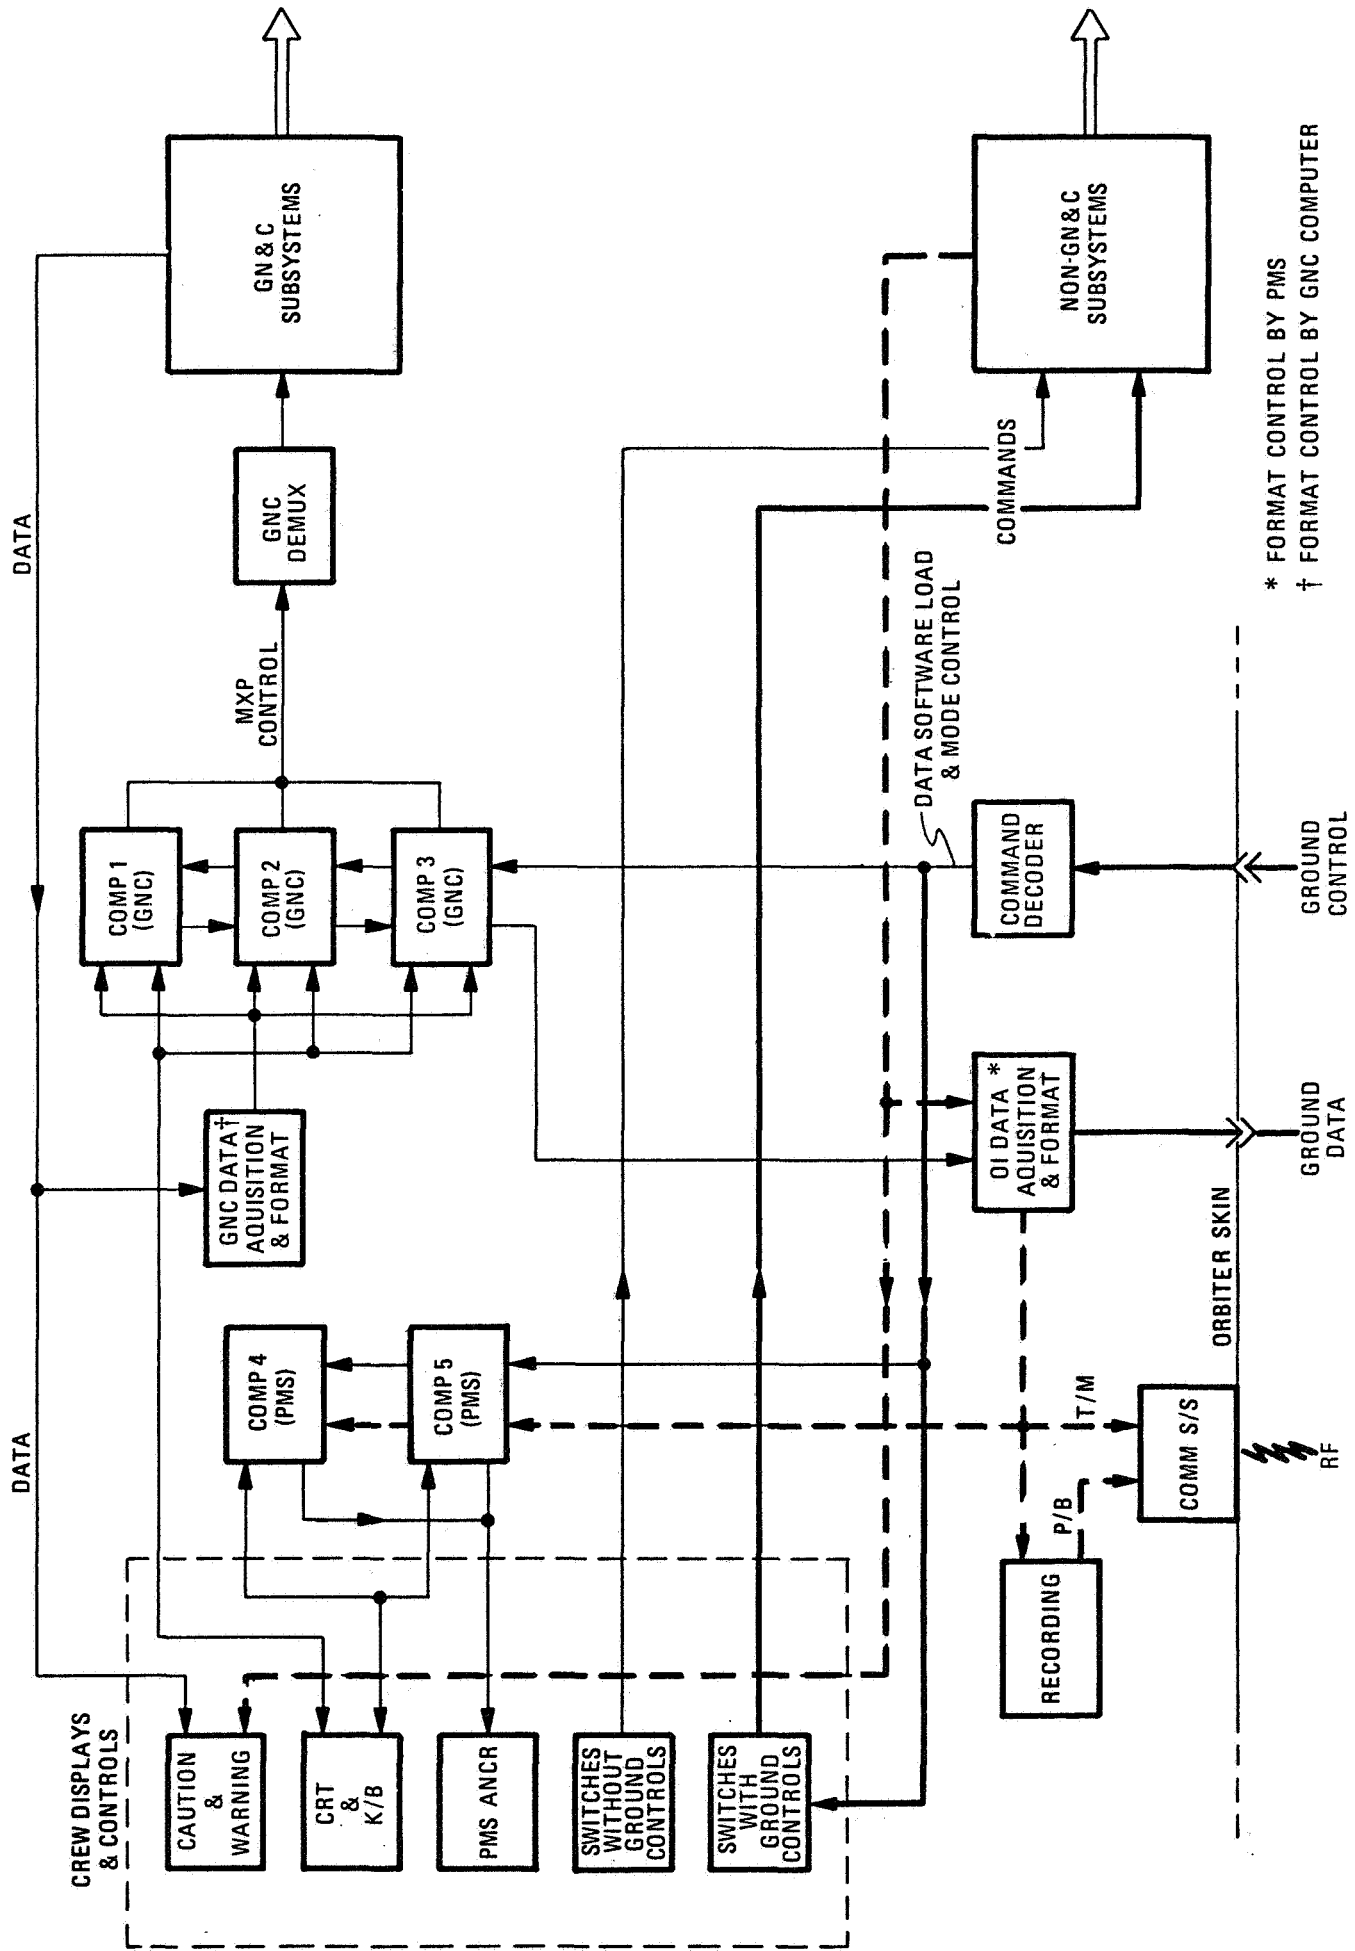 CREW DISPLAYS
& CONTROLS
CAUTION
&
WARNING
CRT
&
K/B
PMS ANCR
SWITCHES
WITHOUT
GROUND
CONTROLS
SWITCHES
WITH
GROUND
CONTROLS
DATA
COMP 4
(PMS)
COMP 5
(PMS)
GNC DATA†
AQUISITION
& FORMAT
COMP 1
(GNC)
COMP 2
(GNC)
COMP 3
(GNC)
MXP
CONTROL
GNC
DEMUX
DATA
GN&C
SUBSYSTEMS
RECORDING
P/B
T/M
COMM S/S
RF
ORBITER SKIN
OI DATA *
AQUISITION
& FORMAT
GROUND
DATA
COMMAND
DECODER
GROUND
CONTROL
DATA SOFTWARE LOAD
& MODE CONTROL
COMMANDS
NON-GN&C
SUBSYSTEMS
* FORMAT CONTROL BY PMS
† FORMAT CONTROL BY GNC COMPUTER